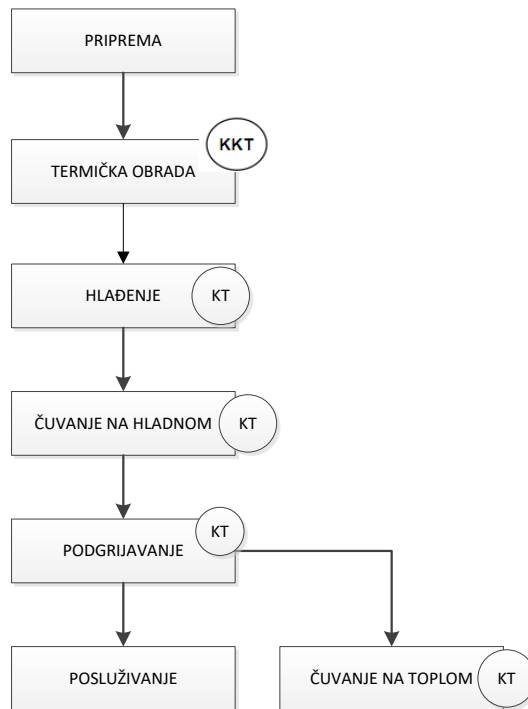 PRIPREMA
KKT
TERMIČKA OBRADA
HLAĐENJE KT
ČUVANJE NA HLADNOM KT
KT
PODGRIJAVANJE
POSLUŽIVANJE ČUVANJE NA TOPLOM KT